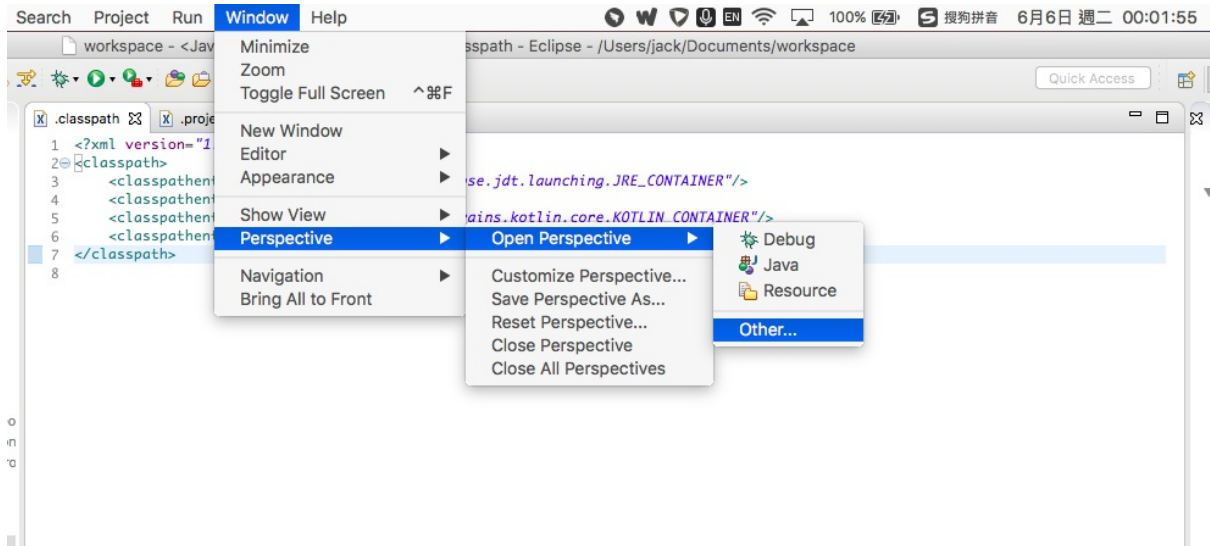 Search Project Run Window Help EN 100% 搜狗拼音 6月6日 週二 00:01:55
workspace - <Jav sspath - Eclipse - /Users/jack/Documents/workspace
Quick Access
.classpath .proje
Minimize
Zoom
Toggle Full Screen ^⌘F
New Window
Editor
Appearance
Show View
Perspective
Navigation
Bring All to Front
Open Perspective
Customize Perspective...
Save Perspective As...
Reset Perspective...
Close Perspective
Close All Perspectives
Debug
Java
Resource
Other...
1 <?xml version="1.
2 <classpath>
3 <classpathent se.jdt.launching.JRE_CONTAINER"/>
4 <classpathent
5 <classpathent ains.kotlin.core.KOTLIN_CONTAINER"/>
6 <classpathent
7 </classpath>
8